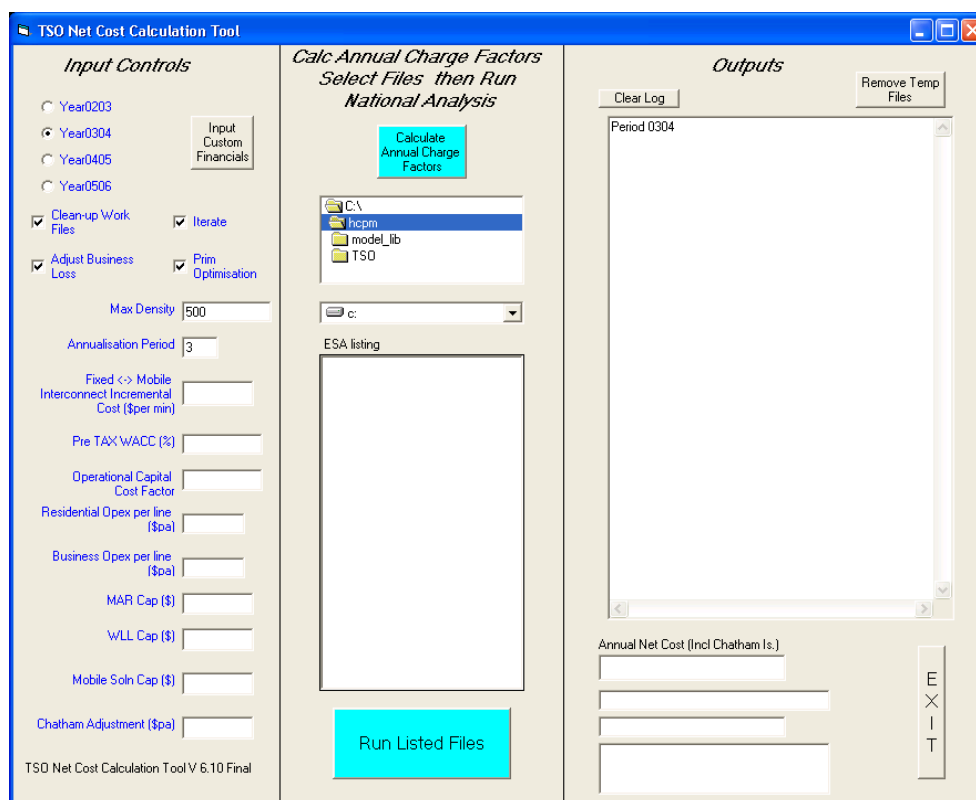 TSO Net Cost Calculation Tool
Input Controls
Year0203
Year0304
Year0405
Year0506
Input
Custom
Financials
Clean-up Work
Files
Iterate
Adjust Business
Loss
Prim
Optimisation
Max Density 500
Annualisation Period 3
Fixed <-> Mobile
Interconnect Incremental
Cost ($per min)
Pre TAX WACC (%)
Operational Capital
Cost Factor
Residential Opex per line
($pa)
Business Opex per line
($pa)
MAR Cap ($)
WLL Cap ($)
Mobile Soln Cap ($)
Chatham Adjustment ($pa)
TSO Net Cost Calculation Tool V 6.10 Final
Calc Annual Charge Factors
Select Files then Run
National Analysis
Calculate
Annual Charge
Factors
C:\
hcpm
model_lib
TSO
c:
ESA listing
Run Listed Files
Outputs
Clear Log
Remove Temp
Files
Period 0304
Annual Net Cost (Incl Chatham Is.)
E
X
I
T